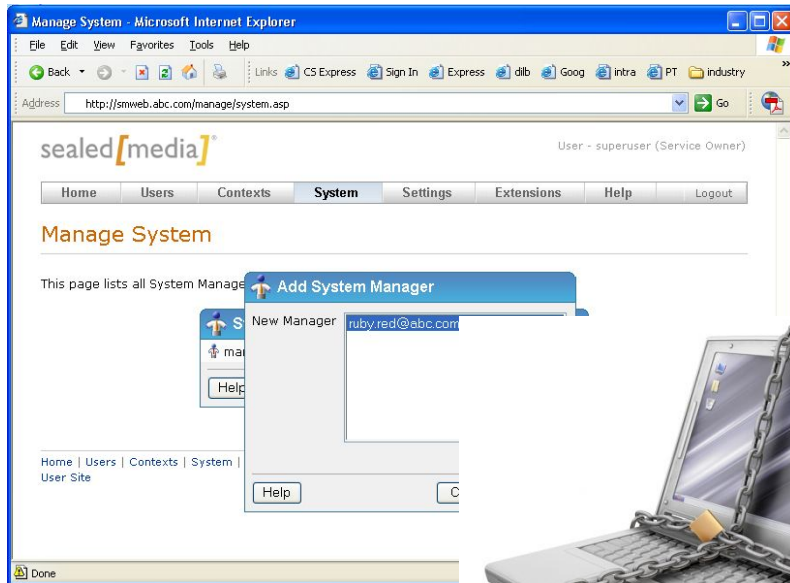 Manage System - Microsoft Internet Explorer
File Edit View Favorites Tools Help
Back Links CS Express Sign In Express dilb Goog intra PT industry »
Address http://smweb.abc.com/manage/system.asp Go
sealed[media]
User - superuser (Service Owner)
Home Users Contexts System Settings Extensions Help Logout
Manage System
This page lists all System Manage
Add System Manager
New Manager ruby.red@abc.com
S
mar
Help
Home | Users | Contexts | System |
User Site
Help C
Done